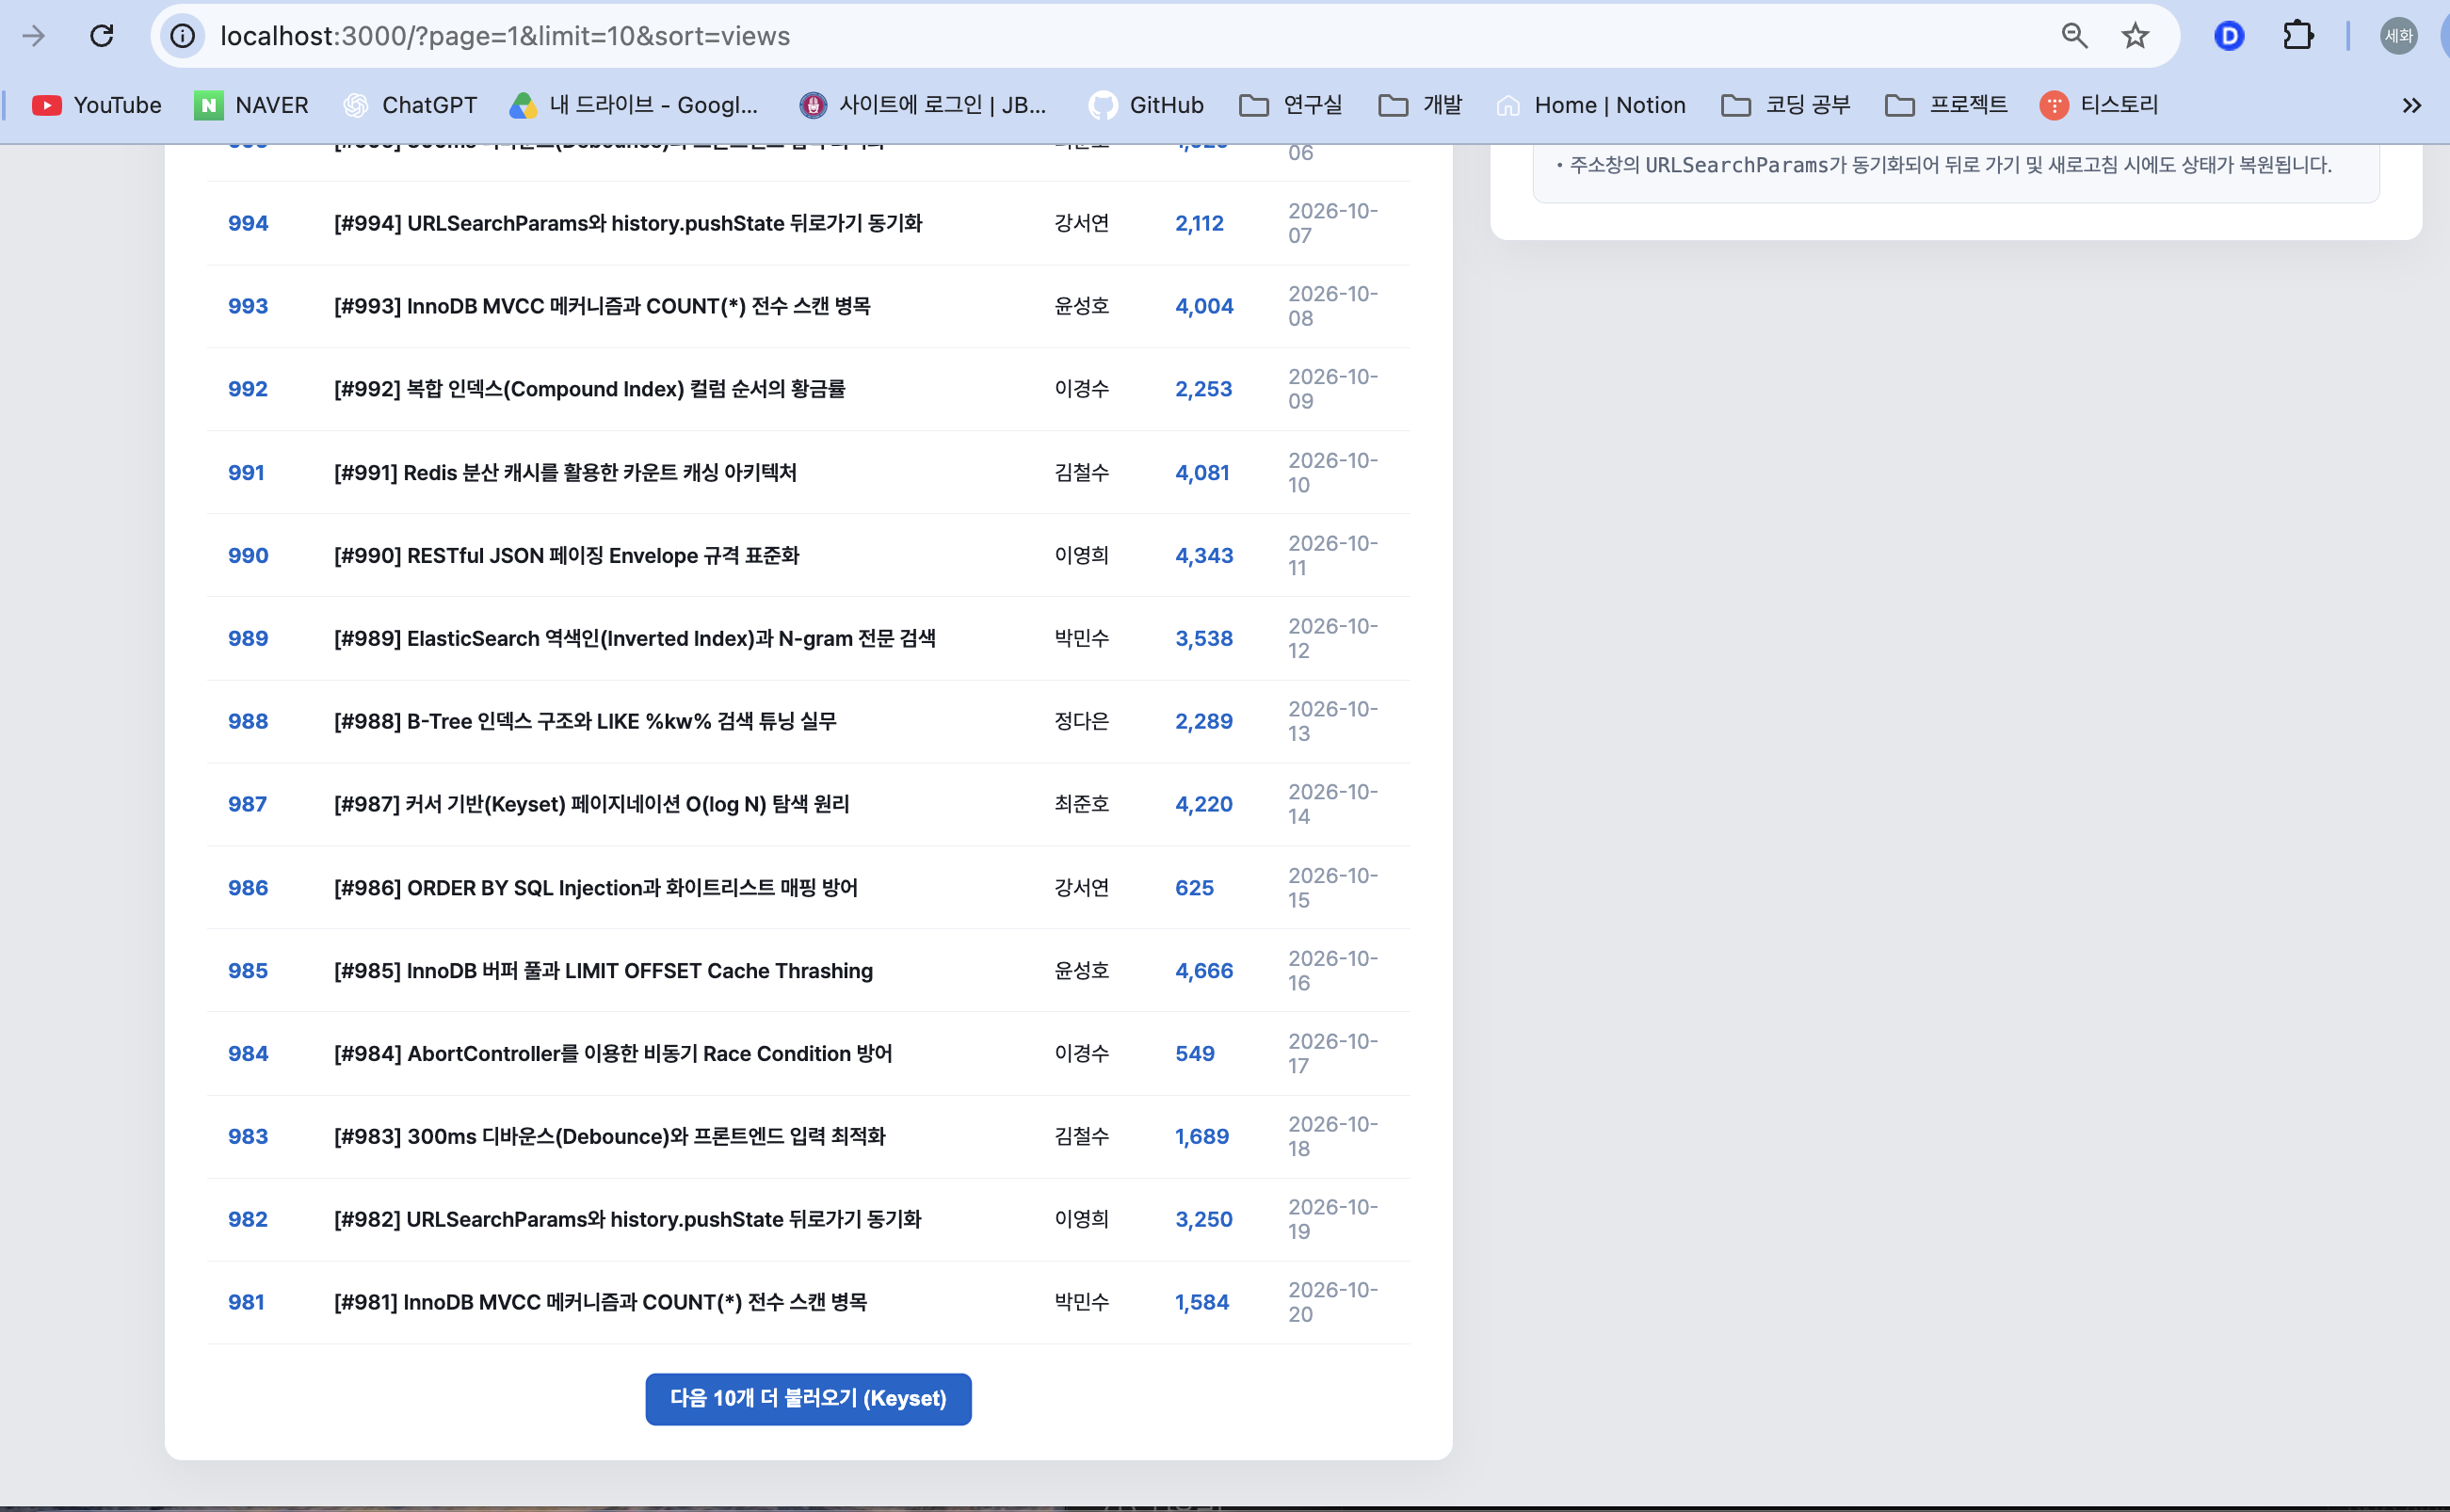 localhost:3000/?page=1&limit=10&sort=views
세화
YouTube NAVER ChatGPT 내 드라이브 - Googl... 사이트에 로그인 | JB... GitHub 연구실 개발 Home | Notion 코딩 공부 프로젝트 티스토리
06
• 주소창의 URLSearchParams가 동기화되어 뒤로 가기 및 새로고침 시에도 상태가 복원됩니다.
994 [#994] URLSearchParams와 history.pushState 뒤로가기 동기화 강서연 2,112 2026-10-
07
993 [#993] InnoDB MVCC 메커니즘과 COUNT(*) 전수 스캔 병목 윤성호 4,004 2026-10-
08
992 [#992] 복합 인덱스(Compound Index) 컬럼 순서의 황금률 이경수 2,253 2026-10-
09
991 [#991] Redis 분산 캐시를 활용한 카운트 캐싱 아키텍처 김철수 4,081 2026-10-
10
990 [#990] RESTful JSON 페이징 Envelope 규격 표준화 이영희 4,343 2026-10-
11
989 [#989] ElasticSearch 역색인(Inverted Index)과 N-gram 전문 검색 박민수 3,538 2026-10-
12
988 [#988] B-Tree 인덱스 구조와 LIKE %kw% 검색 튜닝 실무 정다은 2,289 2026-10-
13
987 [#987] 커서 기반(Keyset) 페이지네이션 O(log N) 탐색 원리 최준호 4,220 2026-10-
14
986 [#986] ORDER BY SQL Injection과 화이트리스트 매핑 방어 강서연 625 2026-10-
15
985 [#985] InnoDB 버퍼 풀과 LIMIT OFFSET Cache Thrashing 윤성호 4,666 2026-10-
16
984 [#984] AbortController를 이용한 비동기 Race Condition 방어 이경수 549 2026-10-
17
983 [#983] 300ms 디바운스(Debounce)와 프론트엔드 입력 최적화 김철수 1,689 2026-10-
18
982 [#982] URLSearchParams와 history.pushState 뒤로가기 동기화 이영희 3,250 2026-10-
19
981 [#981] InnoDB MVCC 메커니즘과 COUNT(*) 전수 스캔 병목 박민수 1,584 2026-10-
20
다음 10개 더 불러오기 (Keyset)